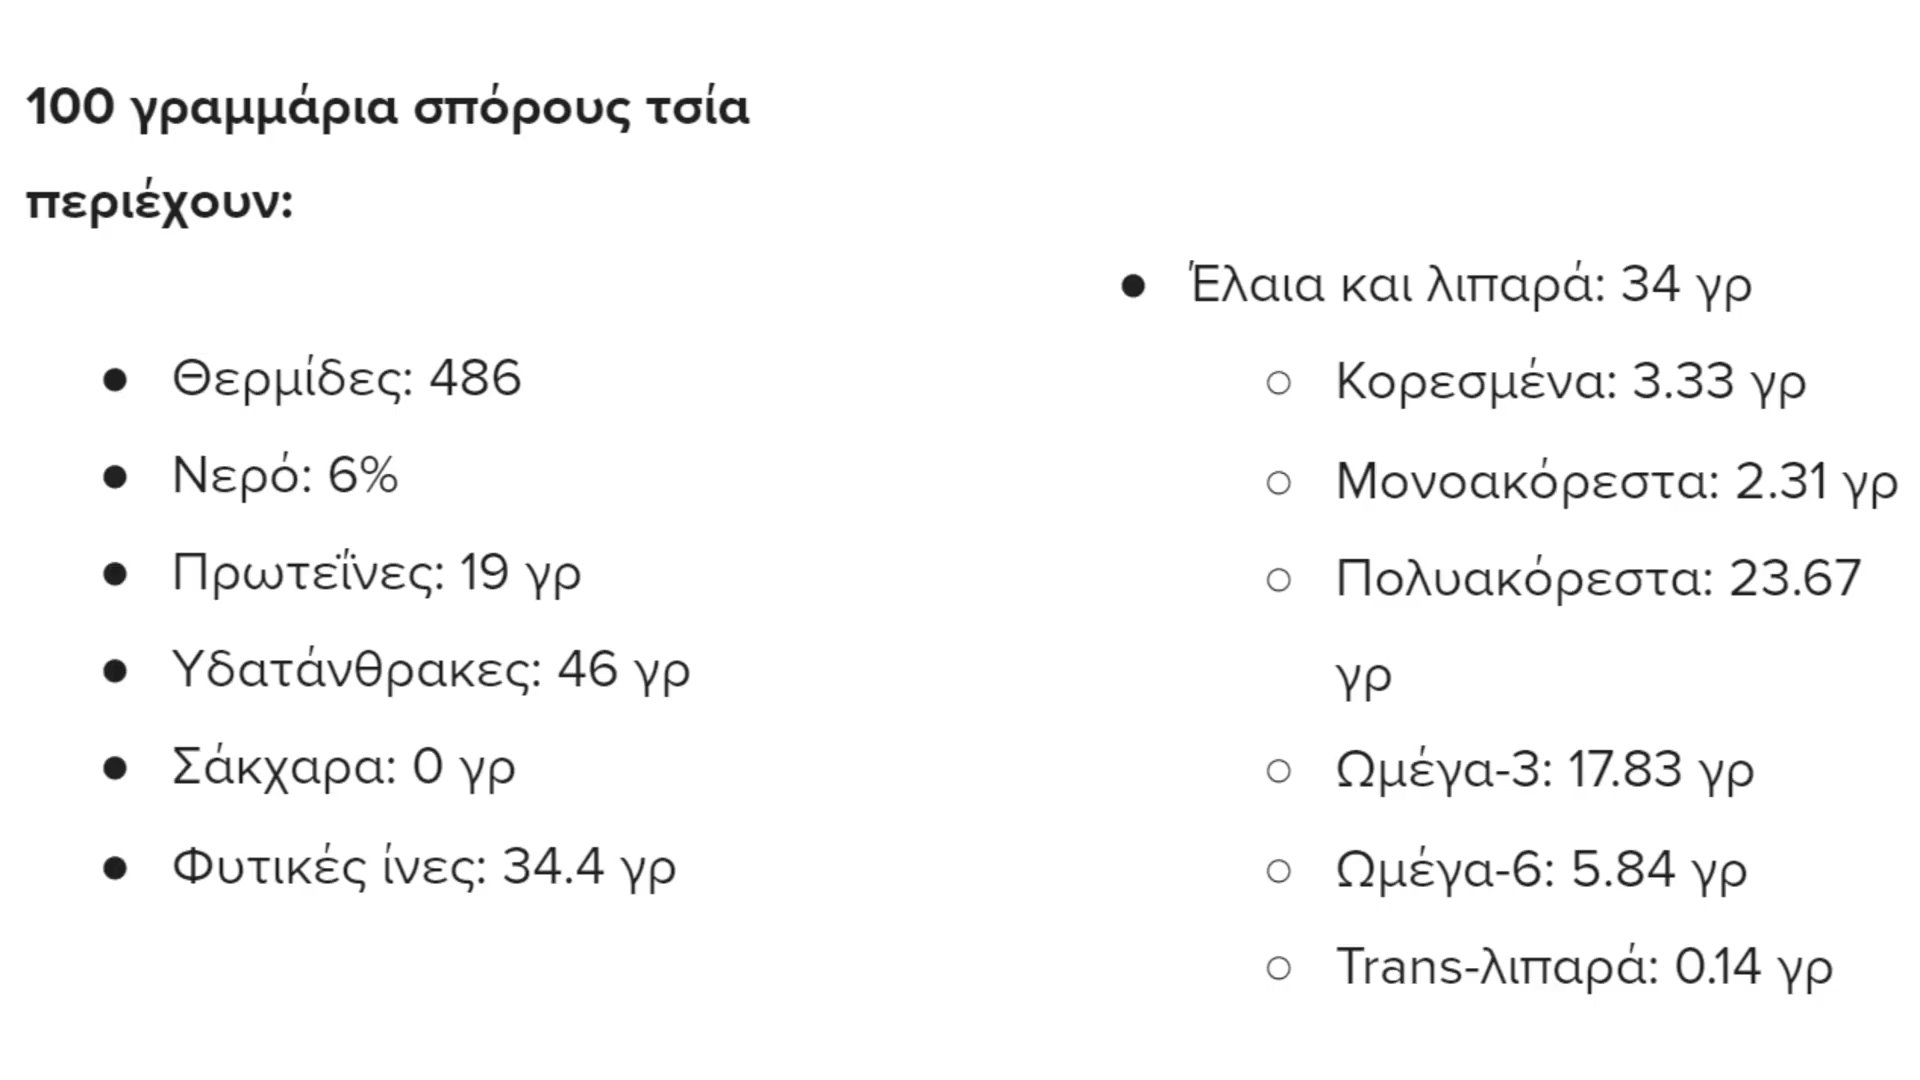 100 γραμμάρια σπόρους τσία
περιέχουν:
● Θερμίδες: 486
● Νερό: 6%
● Πρωτεΐνες: 19 γρ
● Υδατάνθρακες: 46 γρ
● Σάκχαρα: 0 γρ
● Φυτικές ίνες: 34.4 γρ
● Έλαια και λιπαρά: 34 γρ
○ Κορεσμένα: 3.33 γρ
○ Μονοακόρεστα: 2.31 γρ
○ Πολυακόρεστα: 23.67
γρ
○ Ωμέγα-3: 17.83 γρ
○ Ωμέγα-6: 5.84 γρ
○ Trans-λιπαρά: 0.14 γρ